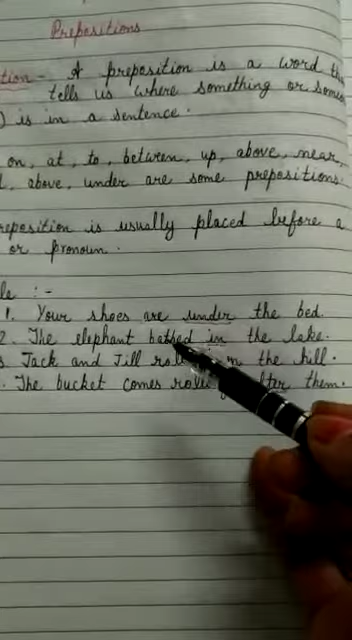 Prepositions
tion - A preposition is a word th
tells us where something or some
) is in a sentence.
on, at, to, between, up, above, near,
above, under are some prepositions.
reposition is usually placed before a
or pronoun.
le :-
1. Your shoes are under the bed.
2. The elephant bathed in the lake.
Jack and Jill the hill.
The bucket comes after them.